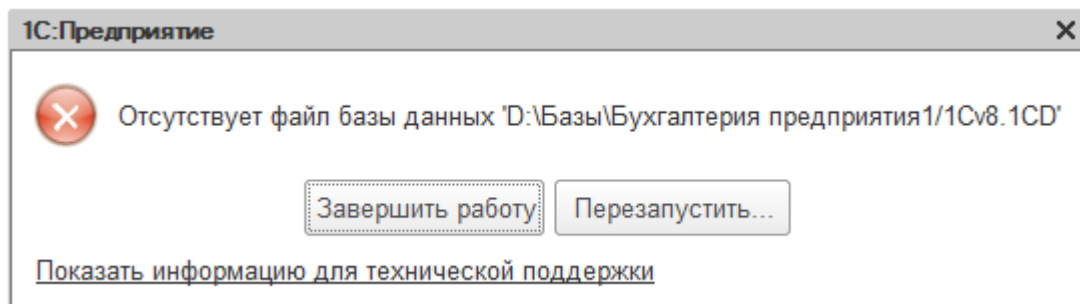 1С:Предприятие
Отсутствует файл базы данных 'D:\Базы\Бухгалтерия предприятия1/1Cv8.1CD'
Завершить работу
Перезапустить...
Показать информацию для технической поддержки